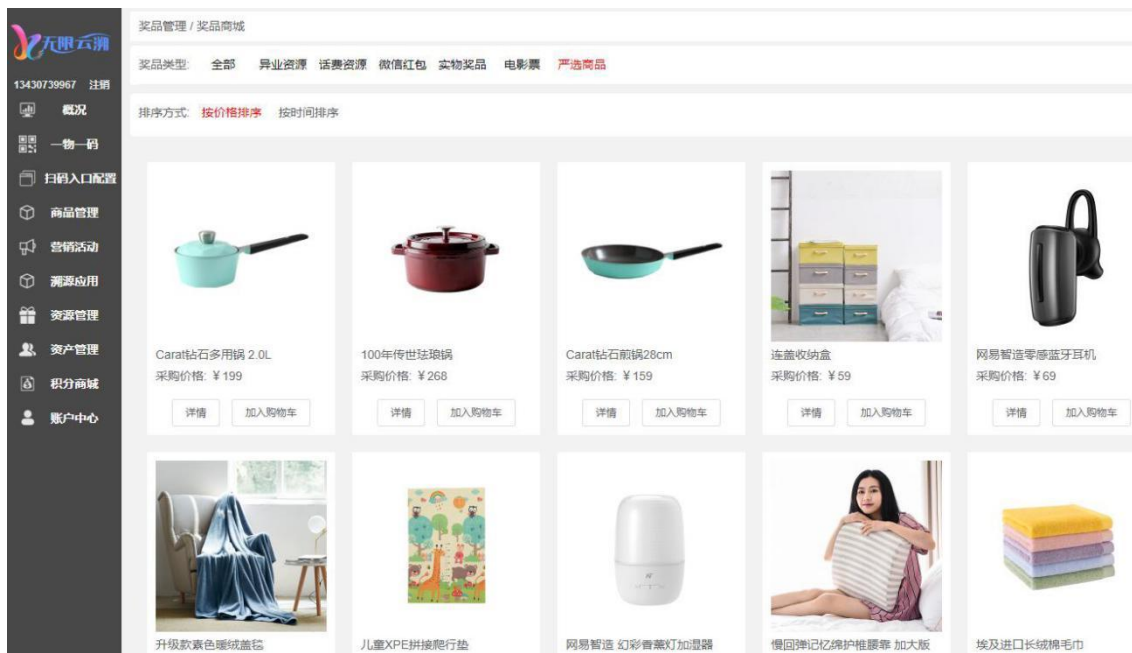 无限云溯
13430739967 注销
概况
一物一码
扫码入口配置
商品管理
营销活动
溯源应用
资源管理
资产管理
积分商城
账户中心
奖品管理 / 奖品商城
奖品类型: 全部 异业资源 话费资源 微信红包 实物奖品 电影票 严选商品
排序方式: 按价格排序 按时间排序
Carat钻石多用锅 2.0L 100年传世珐琅锅 Carat钻石煎锅28cm 连盖收纳盒 网易智造零感蓝牙耳机
采购价格: ¥199 采购价格: ¥268 采购价格: ¥159 采购价格: ¥59 采购价格: ¥69
详情 加入购物车 详情 加入购物车 详情 加入购物车 详情 加入购物车 详情 加入购物车
升级款素色暖绒盖毯 儿童XPE拼接爬行垫 网易智造 幻彩香薰灯加湿器 慢回弹记忆绵护椎腰靠 加大版 埃及进口长绒棉毛巾